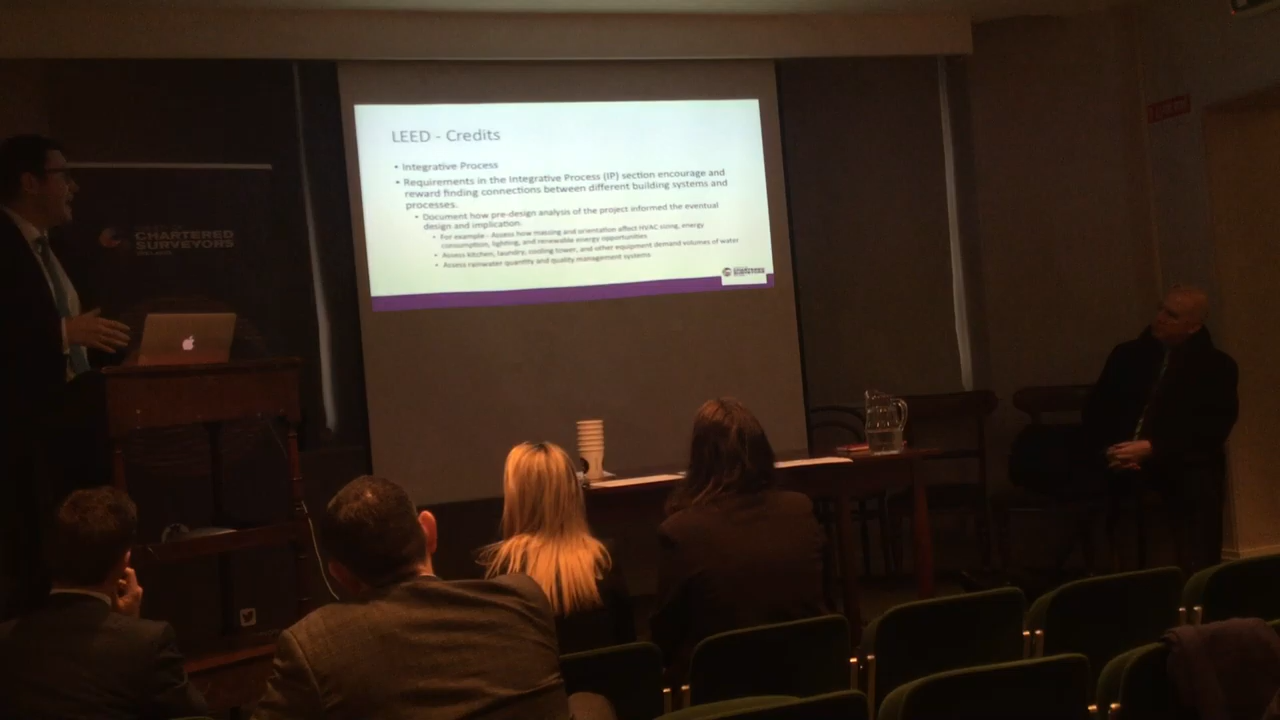 LEED - Credits
• Integrative Process
• Requirements in the Integrative Process (IP) section encourage and
reward finding connections between different building systems and
processes.
• Document how pre-design analysis of the project informed the eventual
design and implication.
• For example - Assess how massing and orientation affect HVAC sizing, energy
consumption, lighting, and renewable energy opportunities
• Assess kitchen, laundry, cooling tower, and other equipment demand volumes of water
• Assess rainwater quantity and quality management systems
CHARTERED
SURVEYORS
IRELAND